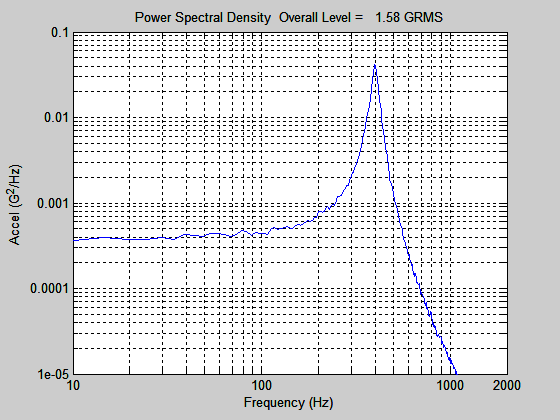 Power Spectral Density  Overall Level =   1.58 GRMS
0.1
0.01
0.001
0.0001
1e-05
Accel (G²/Hz)
10 100 1000 2000
Frequency (Hz)